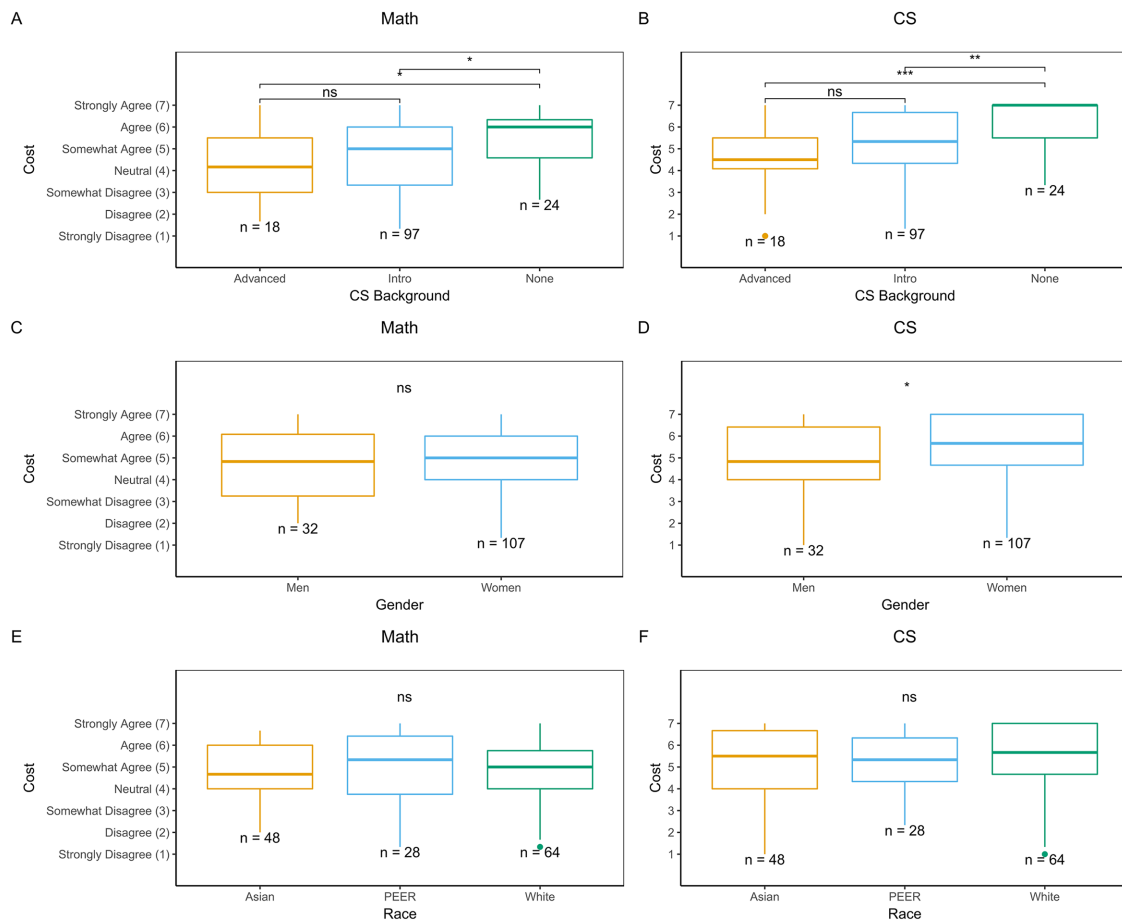 A
Math
Cost
Strongly Agree (7)
Agree (6)
Somewhat Agree (5)
Neutral (4)
Somewhat Disagree (3)
Disagree (2)
Strongly Disagree (1)
*
*
ns
n = 18
n = 97
n = 24
Advanced
Intro
None
CS Background
B
CS
Cost
7
6
5
4
3
2
1
**
***
ns
n = 18
n = 97
n = 24
Advanced
Intro
None
CS Background
C
Math
Cost
Strongly Agree (7)
Agree (6)
Somewhat Agree (5)
Neutral (4)
Somewhat Disagree (3)
Disagree (2)
Strongly Disagree (1)
ns
n = 32
n = 107
Men
Women
Gender
D
CS
Cost
7
6
5
4
3
2
1
*
n = 32
n = 107
Men
Women
Gender
E
Math
Cost
Strongly Agree (7)
Agree (6)
Somewhat Agree (5)
Neutral (4)
Somewhat Disagree (3)
Disagree (2)
Strongly Disagree (1)
ns
n = 48
n = 28
n = 64
Asian
PEER
White
Race
F
CS
Cost
7
6
5
4
3
2
1
ns
n = 48
n = 28
n = 64
Asian
PEER
White
Race